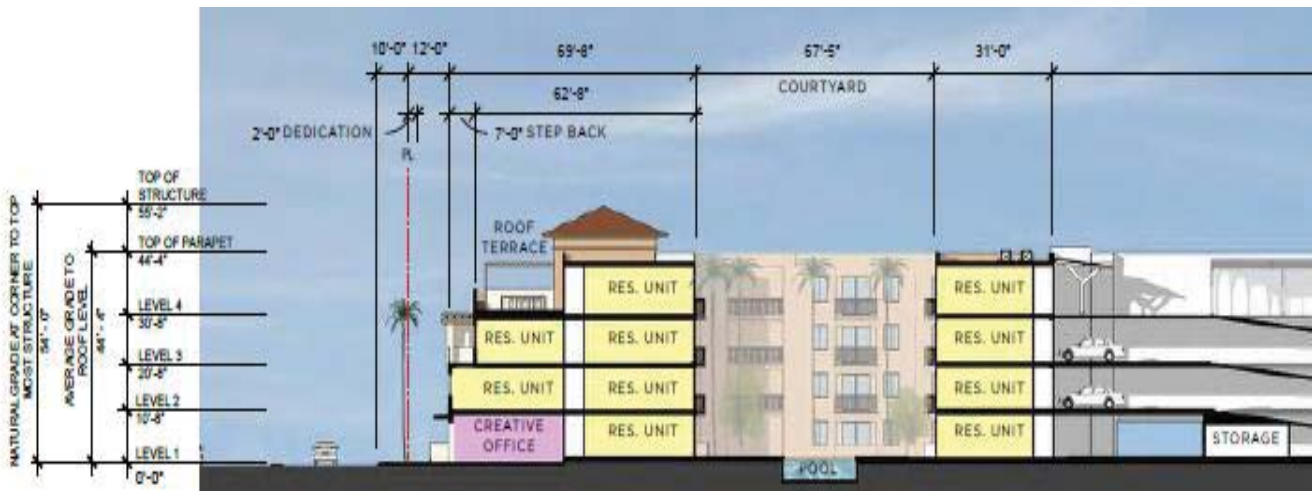 10'-0" 12'-0" 69'-8" 67'-5" 31'-0"
COURTYARD
62'-8"
2'-0" DEDICATION
7'-0" STEP BACK
PL
NATURAL GRADE AT CORNER TO TOP
MOST STRUCTURE
54'-0"
AVERAGE GRADE TO
ROOF LEVEL
44'-4"
TOP OF
STRUCTURE
55'-2"
TOP OF PARAPET
44'-4"
LEVEL 4
30'-8"
LEVEL 3
20'-8"
LEVEL 2
10'-8"
LEVEL 1
0'-0"
ROOF
TERRACE
RES. UNIT RES. UNIT
RES. UNIT RES. UNIT RES. UNIT
RES. UNIT RES. UNIT RES. UNIT
CREATIVE
OFFICE
RES. UNIT RES. UNIT
STORAGE
POOL